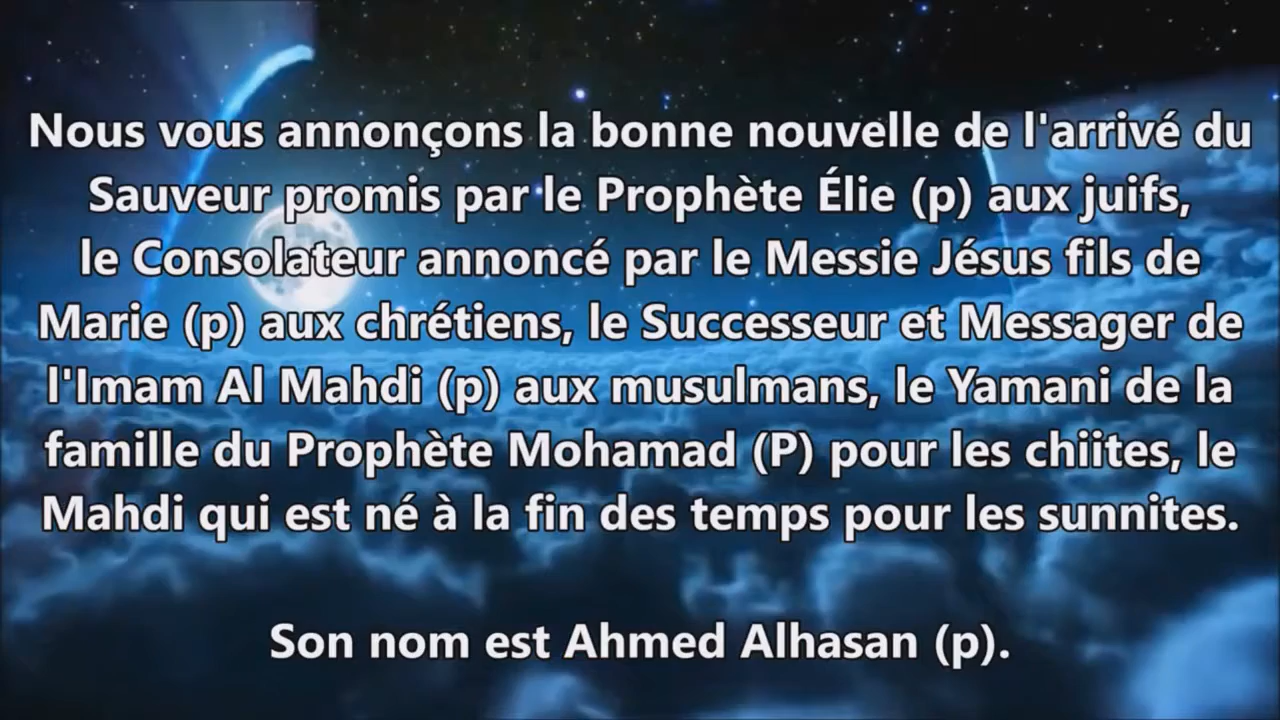 Nous vous annonçons la bonne nouvelle de l'arrivé du
Sauveur promis par le Prophète Élie (p) aux juifs,
le Consolateur annoncé par le Messie Jésus fils de
Marie (p) aux chrétiens, le Successeur et Messager de
l'Imam Al Mahdi (p) aux musulmans, le Yamani de la
famille du Prophète Mohamad (P) pour les chiites, le
Mahdi qui est né à la fin des temps pour les sunnites.
Son nom est Ahmed Alhasan (p).